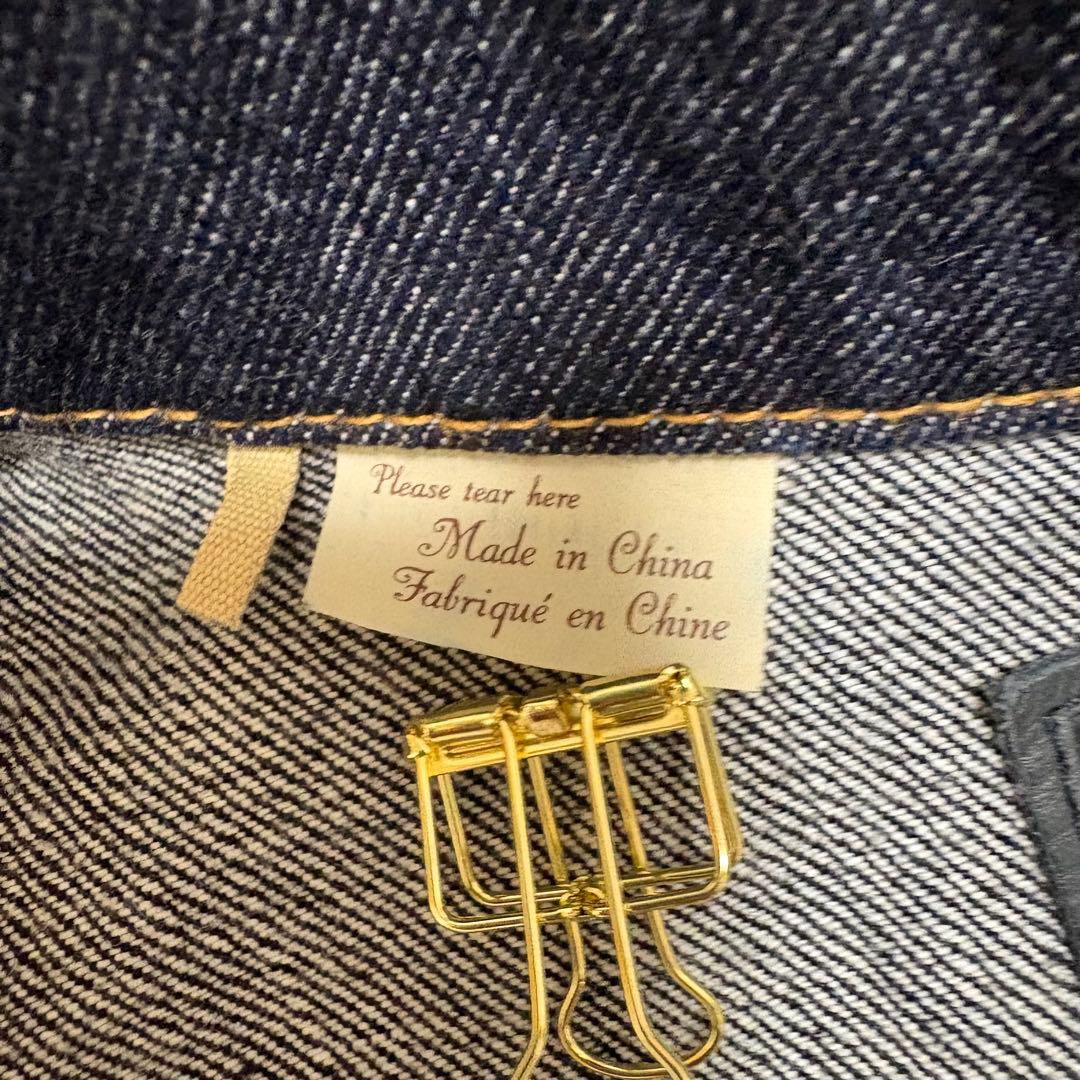 Please tear here
Made in China
Fabriqué en Chine